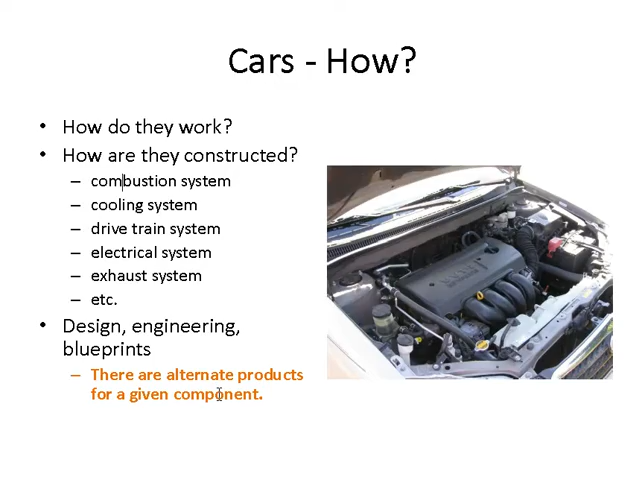 Cars - How?
• How do they work?
• How are they constructed?
– combustion system
– cooling system
– drive train system
– electrical system
– exhaust system
– etc.
• Design, engineering,
blueprints
– There are alternate products
for a given component.